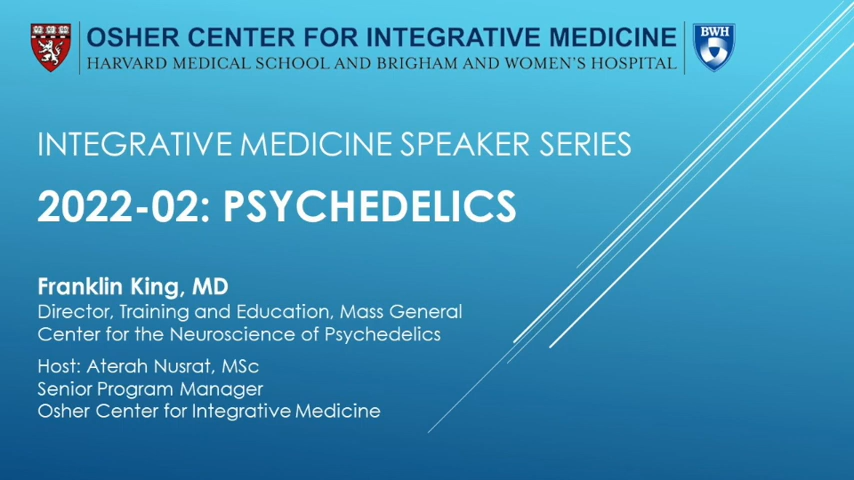 OSHER CENTER FOR INTEGRATIVE MEDICINE
HARVARD MEDICAL SCHOOL AND BRIGHAM AND WOMEN'S HOSPITAL
BWH
INTEGRATIVE MEDICINE SPEAKER SERIES
2022-02: PSYCHEDELICS
Franklin King, MD
Director, Training and Education, Mass General
Center for the Neuroscience of Psychedelics
Host: Aterah Nusrat, MSc
Senior Program Manager
Osher Center for Integrative Medicine